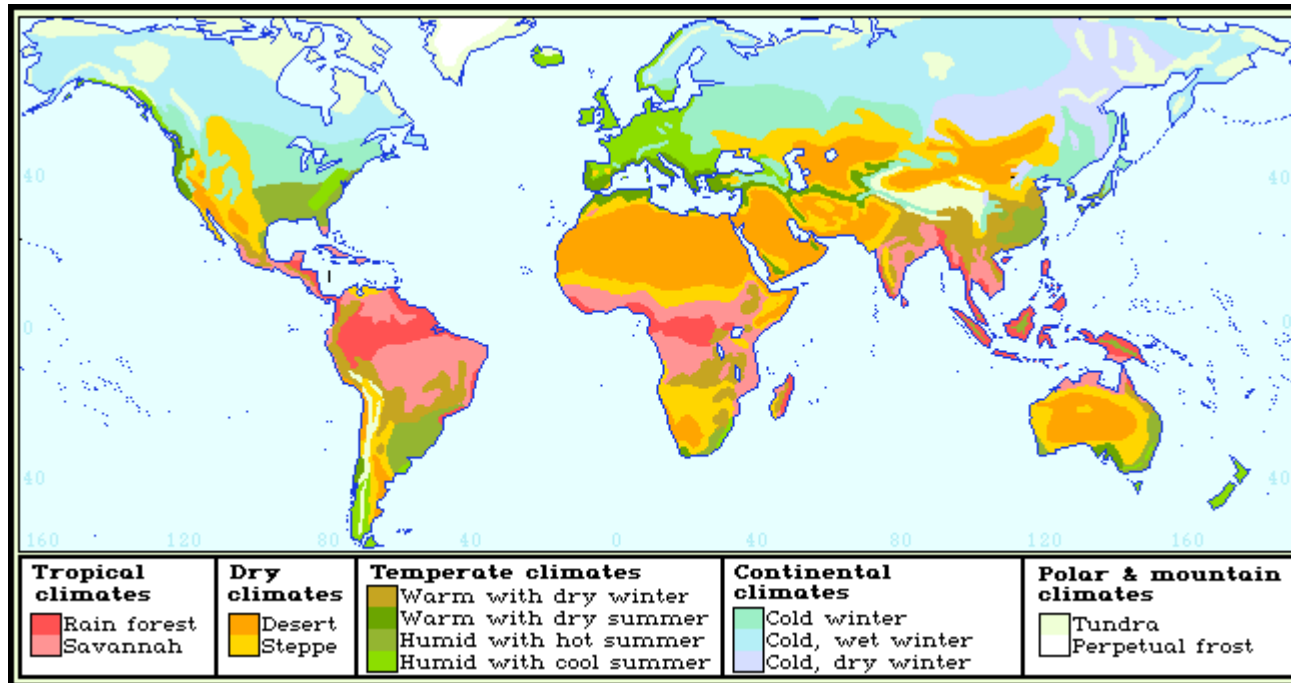 40
40
0
0
40
40
160
120
80
40
0
40
80
120
160
Tropical
climates
Rain forest
Savannah
Dry
climates
Desert
Steppe
Temperate climates
Warm with dry winter
Warm with dry summer
Humid with hot summer
Humid with cool summer
Continental
climates
Cold winter
Cold, wet winter
Cold, dry winter
Polar & mountain
climates
Tundra
Perpetual frost